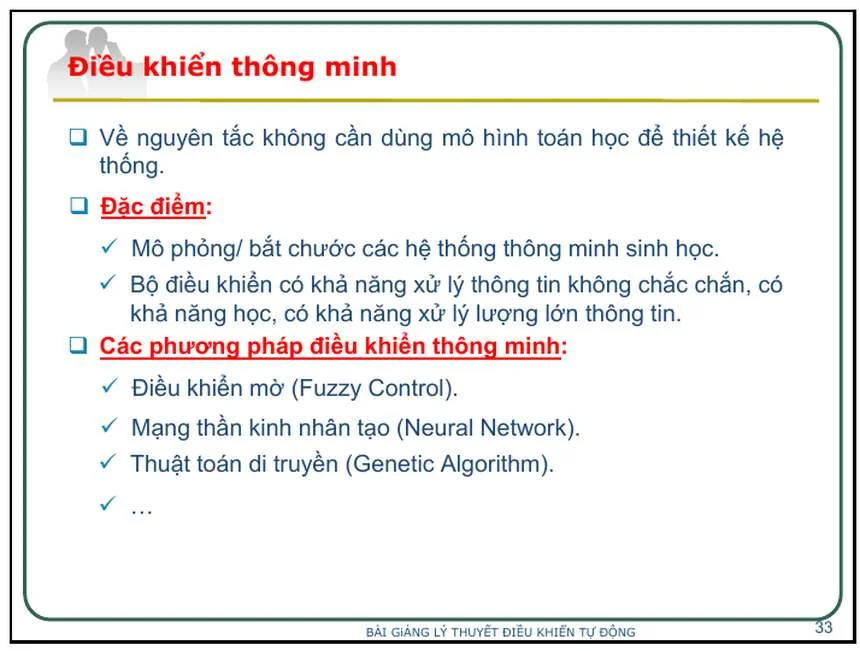 Điều khiển thông minh
❑ Về nguyên tắc không cần dùng mô hình toán học để thiết kế hệ
thống.
❑ Đặc điểm:
✓ Mô phỏng/ bắt chước các hệ thống thông minh sinh học.
✓ Bộ điều khiển có khả năng xử lý thông tin không chắc chắn, có
khả năng học, có khả năng xử lý lượng lớn thông tin.
❑ Các phương pháp điều khiển thông minh:
✓ Điều khiển mờ (Fuzzy Control).
✓ Mạng thần kinh nhân tạo (Neural Network).
✓ Thuật toán di truyền (Genetic Algorithm).
✓ …
BÀI GiẢNG LÝ THUYẾT ĐIỀU KHIỂN TỰ ĐỘNG
33